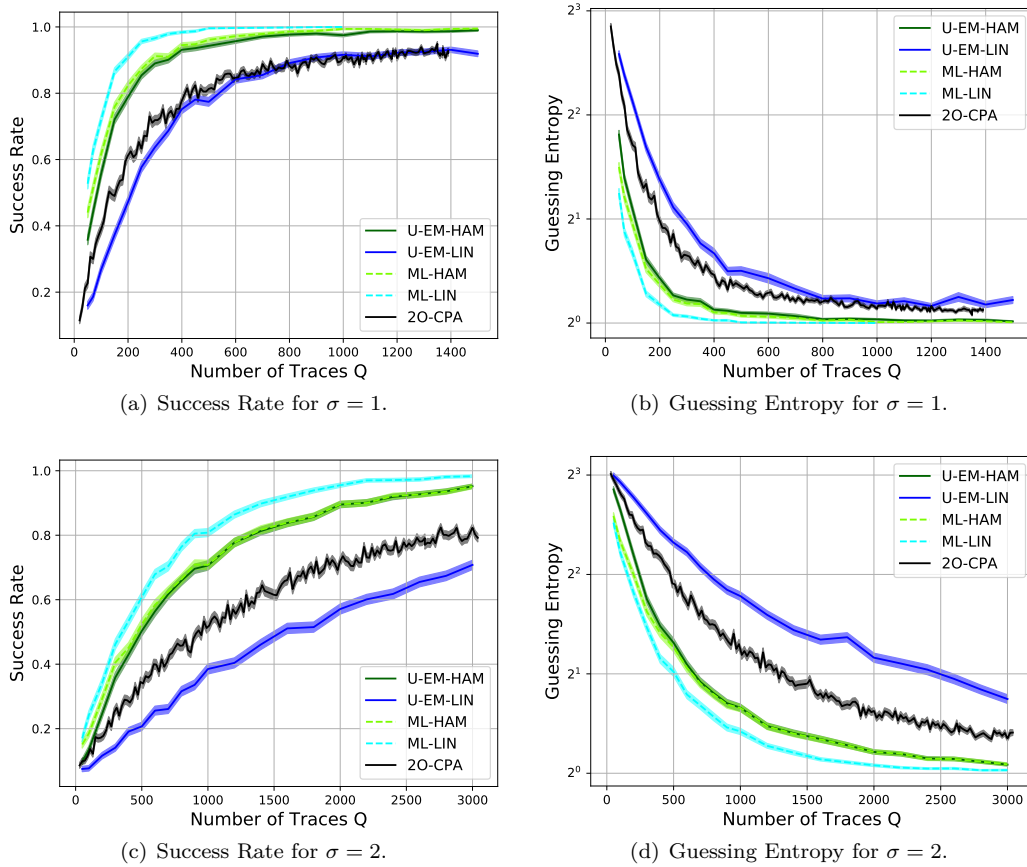 1.0
0.8
0.6
0.4
0.2
Success Rate
0
200
400
600
800
1000
1200
1400
Number of Traces Q
U-EM-HAM
U-EM-LIN
ML-HAM
ML-LIN
2O-CPA
(a) Success Rate for σ = 1.
2³
2²
2¹
2⁰
Guessing Entropy
0
200
400
600
800
1000
1200
1400
Number of Traces Q
U-EM-HAM
U-EM-LIN
ML-HAM
ML-LIN
2O-CPA
(b) Guessing Entropy for σ = 1.
1.0
0.8
0.6
0.4
0.2
Success Rate
0
500
1000
1500
2000
2500
3000
Number of Traces Q
U-EM-HAM
U-EM-LIN
ML-HAM
ML-LIN
2O-CPA
(c) Success Rate for σ = 2.
2³
2²
2¹
2⁰
Guessing Entropy
0
500
1000
1500
2000
2500
3000
Number of Traces Q
U-EM-HAM
U-EM-LIN
ML-HAM
ML-LIN
2O-CPA
(d) Guessing Entropy for σ = 2.